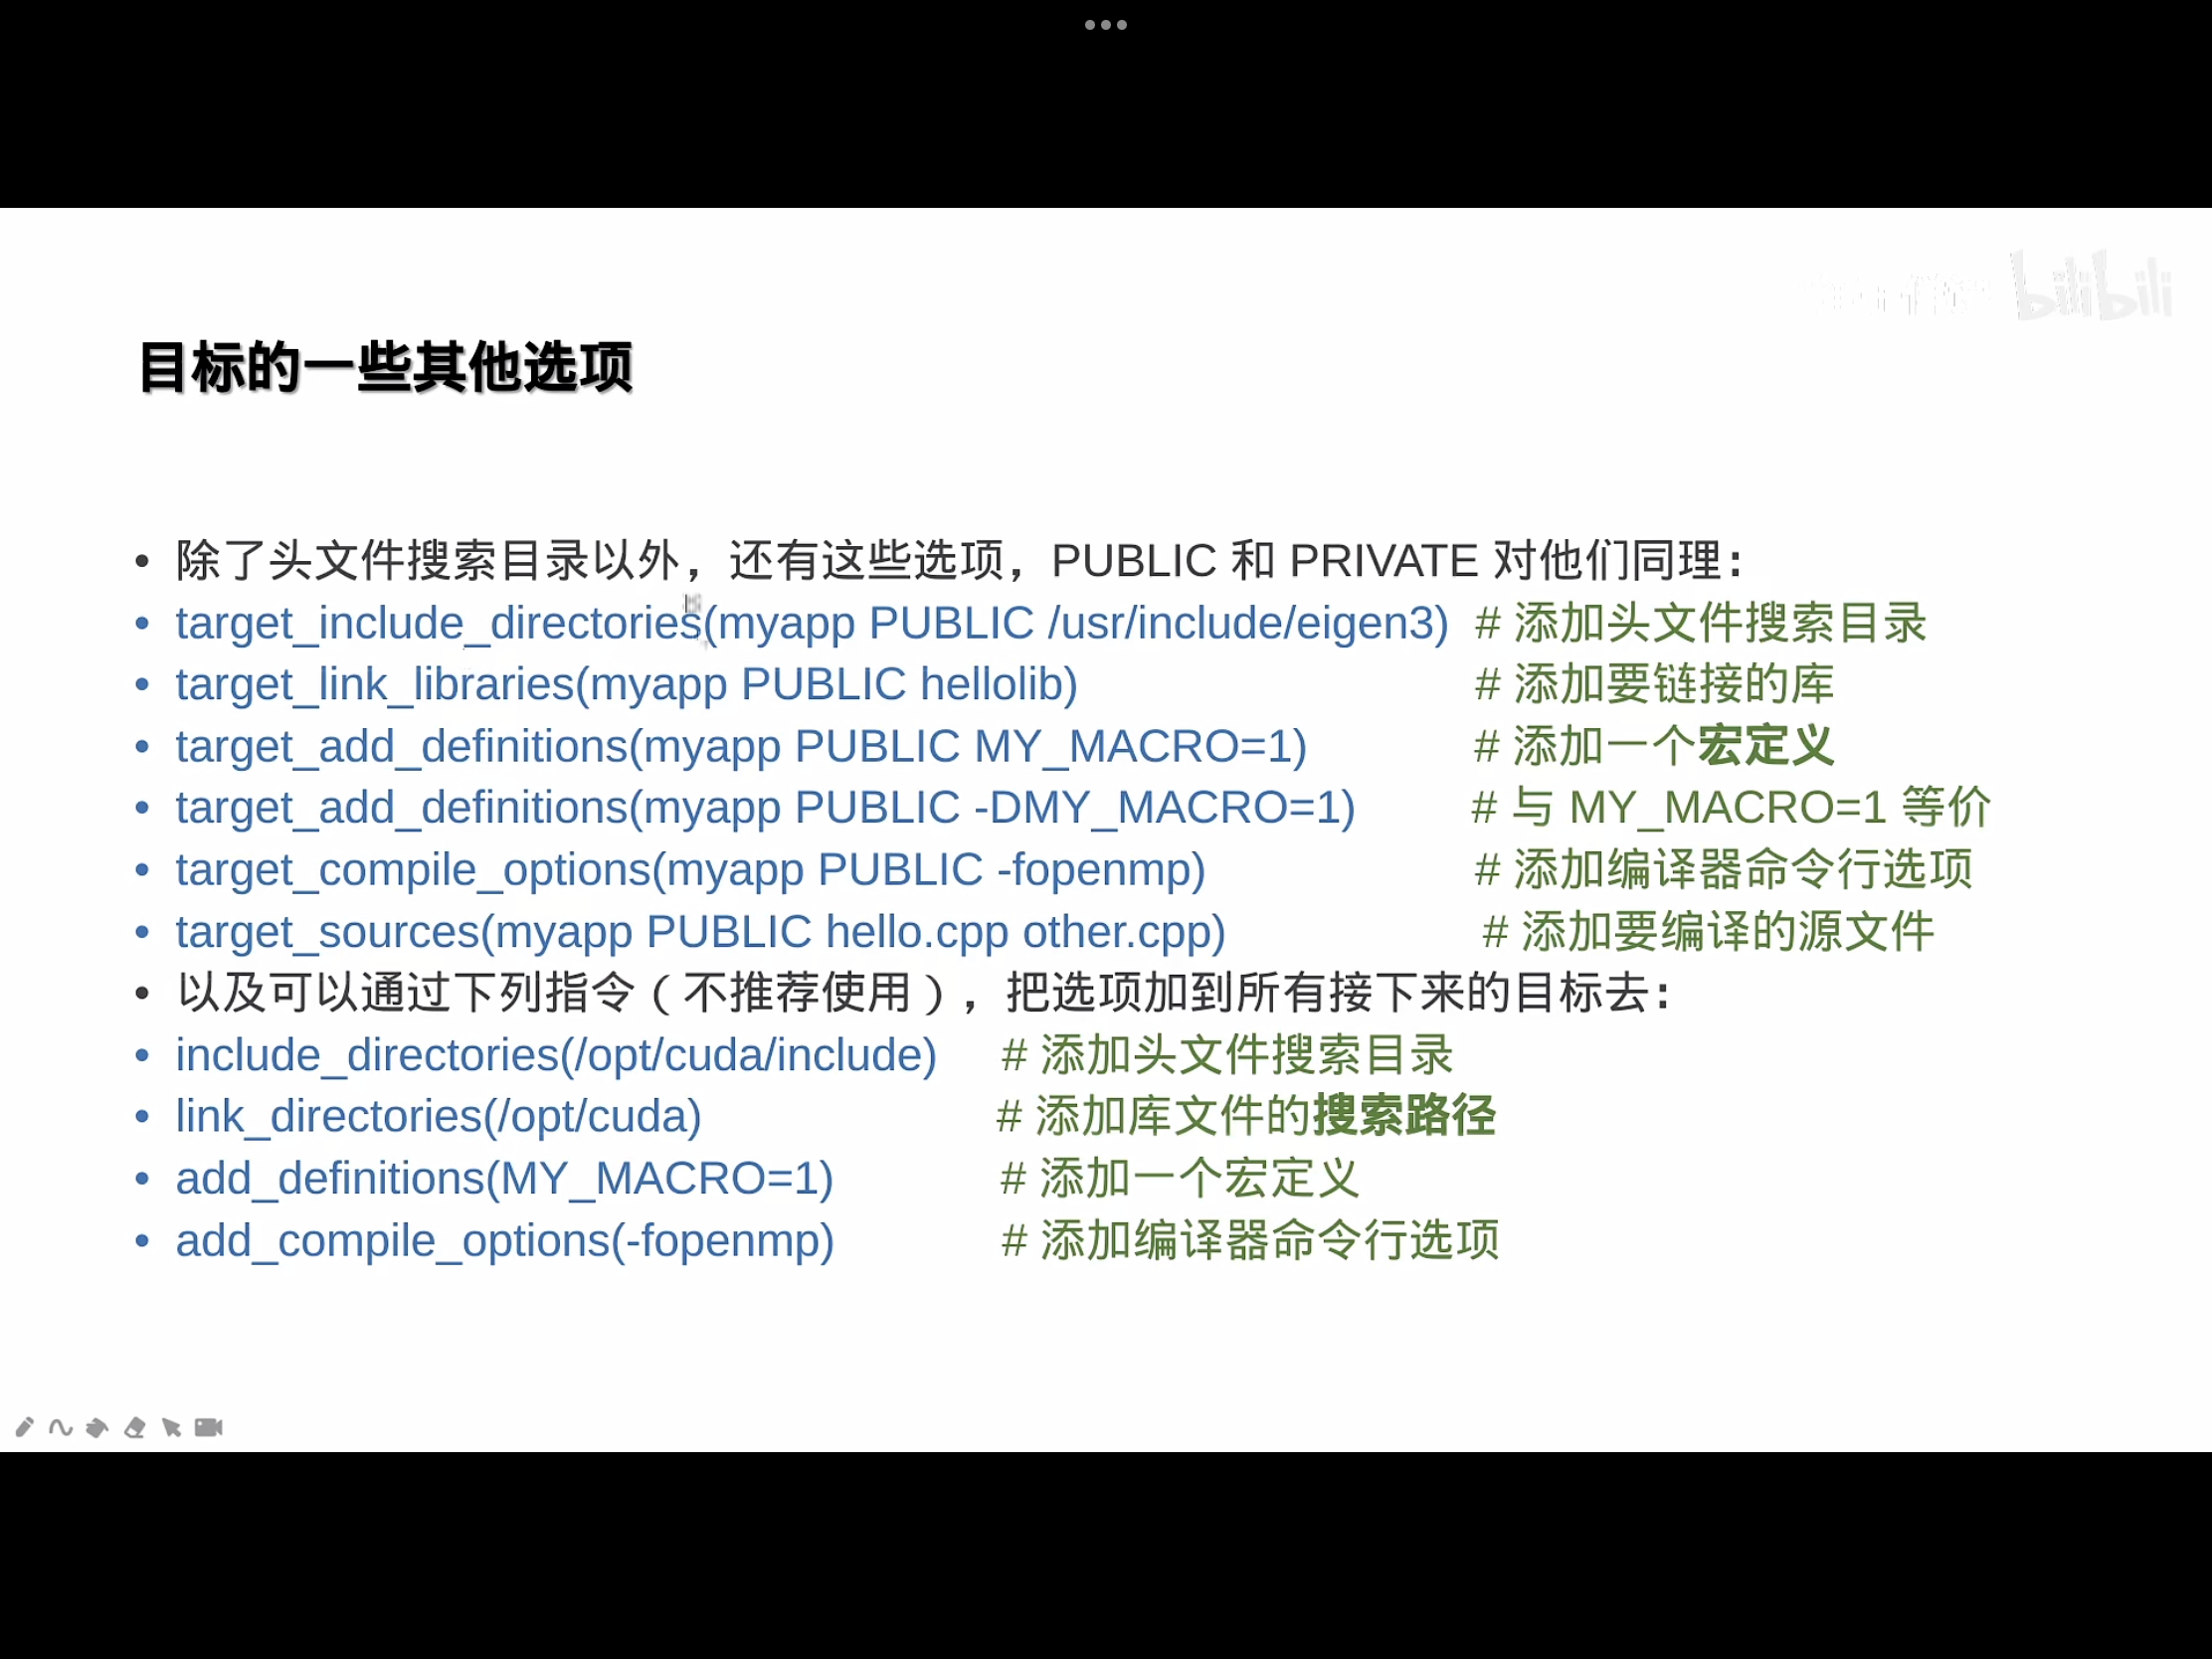 bilibili
目标的一些其他选项
• 除了头文件搜索目录以外，还有这些选项，PUBLIC 和 PRIVATE 对他们同理：
• target_include_directories(myapp PUBLIC /usr/include/eigen3) # 添加头文件搜索目录
• target_link_libraries(myapp PUBLIC hellolib) # 添加要链接的库
• target_add_definitions(myapp PUBLIC MY_MACRO=1) # 添加一个宏定义
• target_add_definitions(myapp PUBLIC -DMY_MACRO=1) # 与 MY_MACRO=1 等价
• target_compile_options(myapp PUBLIC -fopenmp) # 添加编译器命令行选项
• target_sources(myapp PUBLIC hello.cpp other.cpp) # 添加要编译的源文件
• 以及可以通过下列指令（不推荐使用），把选项加到所有接下来的目标去：
• include_directories(/opt/cuda/include) # 添加头文件搜索目录
• link_directories(/opt/cuda) # 添加库文件的搜索路径
• add_definitions(MY_MACRO=1) # 添加一个宏定义
• add_compile_options(-fopenmp) # 添加编译器命令行选项